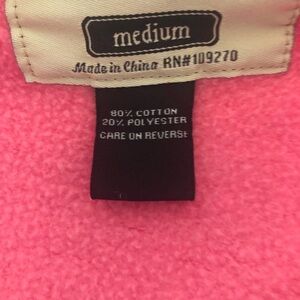 medium
Made in China RN#109270
80% COTTON
20% POLYESTER
CARE ON REVERSE